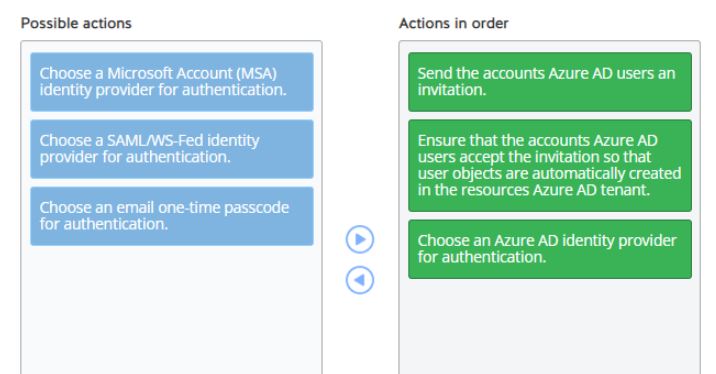 Possible actions
Choose a Microsoft Account (MSA)
identity provider for authentication.
Choose a SAML/WS-Fed identity
provider for authentication.
Choose an email one-time passcode
for authentication.
Actions in order
Send the accounts Azure AD users an
invitation.
Ensure that the accounts Azure AD
users accept the invitation so that
user objects are automatically created
in the resources Azure AD tenant.
Choose an Azure AD identity provider
for authentication.